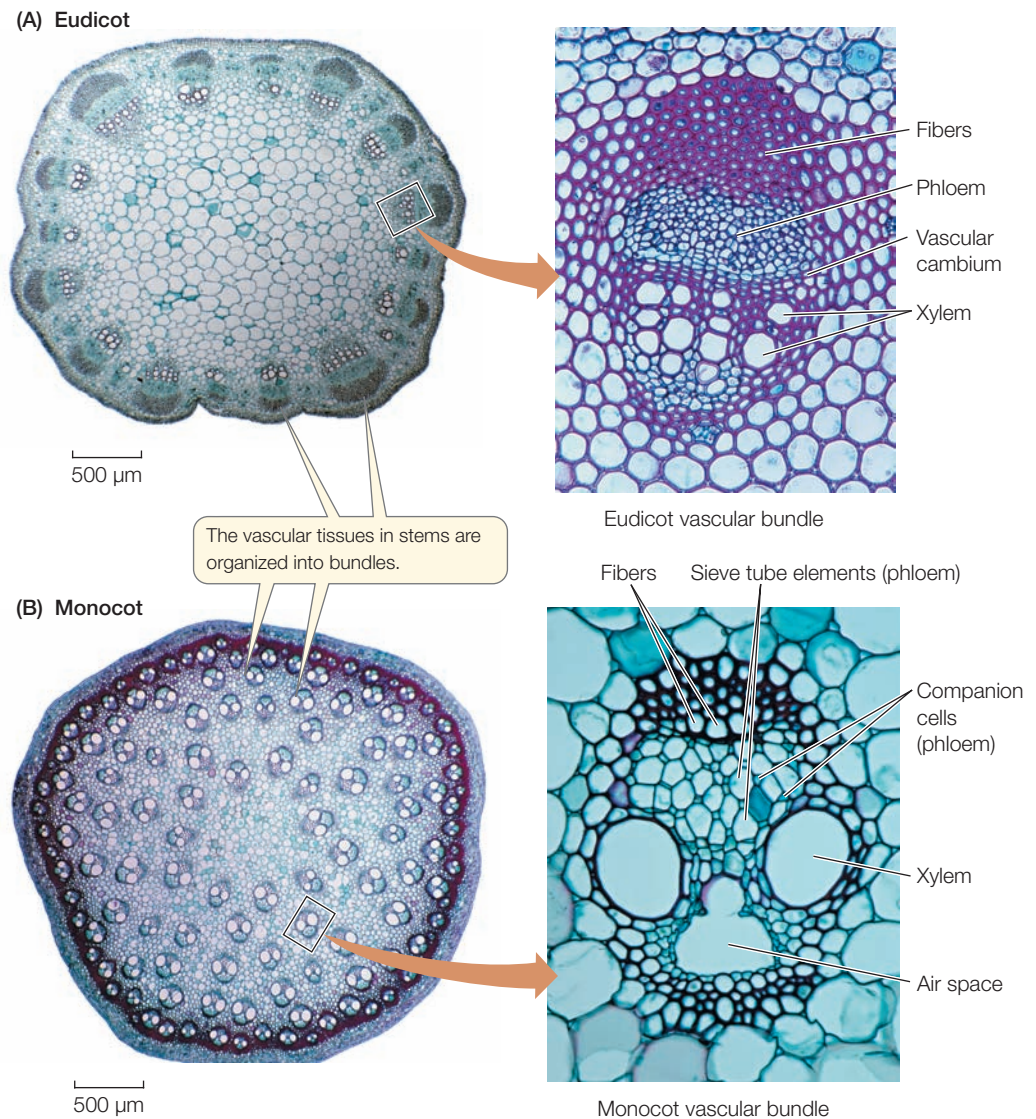 (A) Eudicot
Fibers
Phloem
Vascular
cambium
Xylem
500 µm
Eudicot vascular bundle
The vascular tissues in stems are
organized into bundles.
(B) Monocot
Fibers
Sieve tube elements (phloem)
Companion
cells
(phloem)
Xylem
Air space
500 µm
Monocot vascular bundle